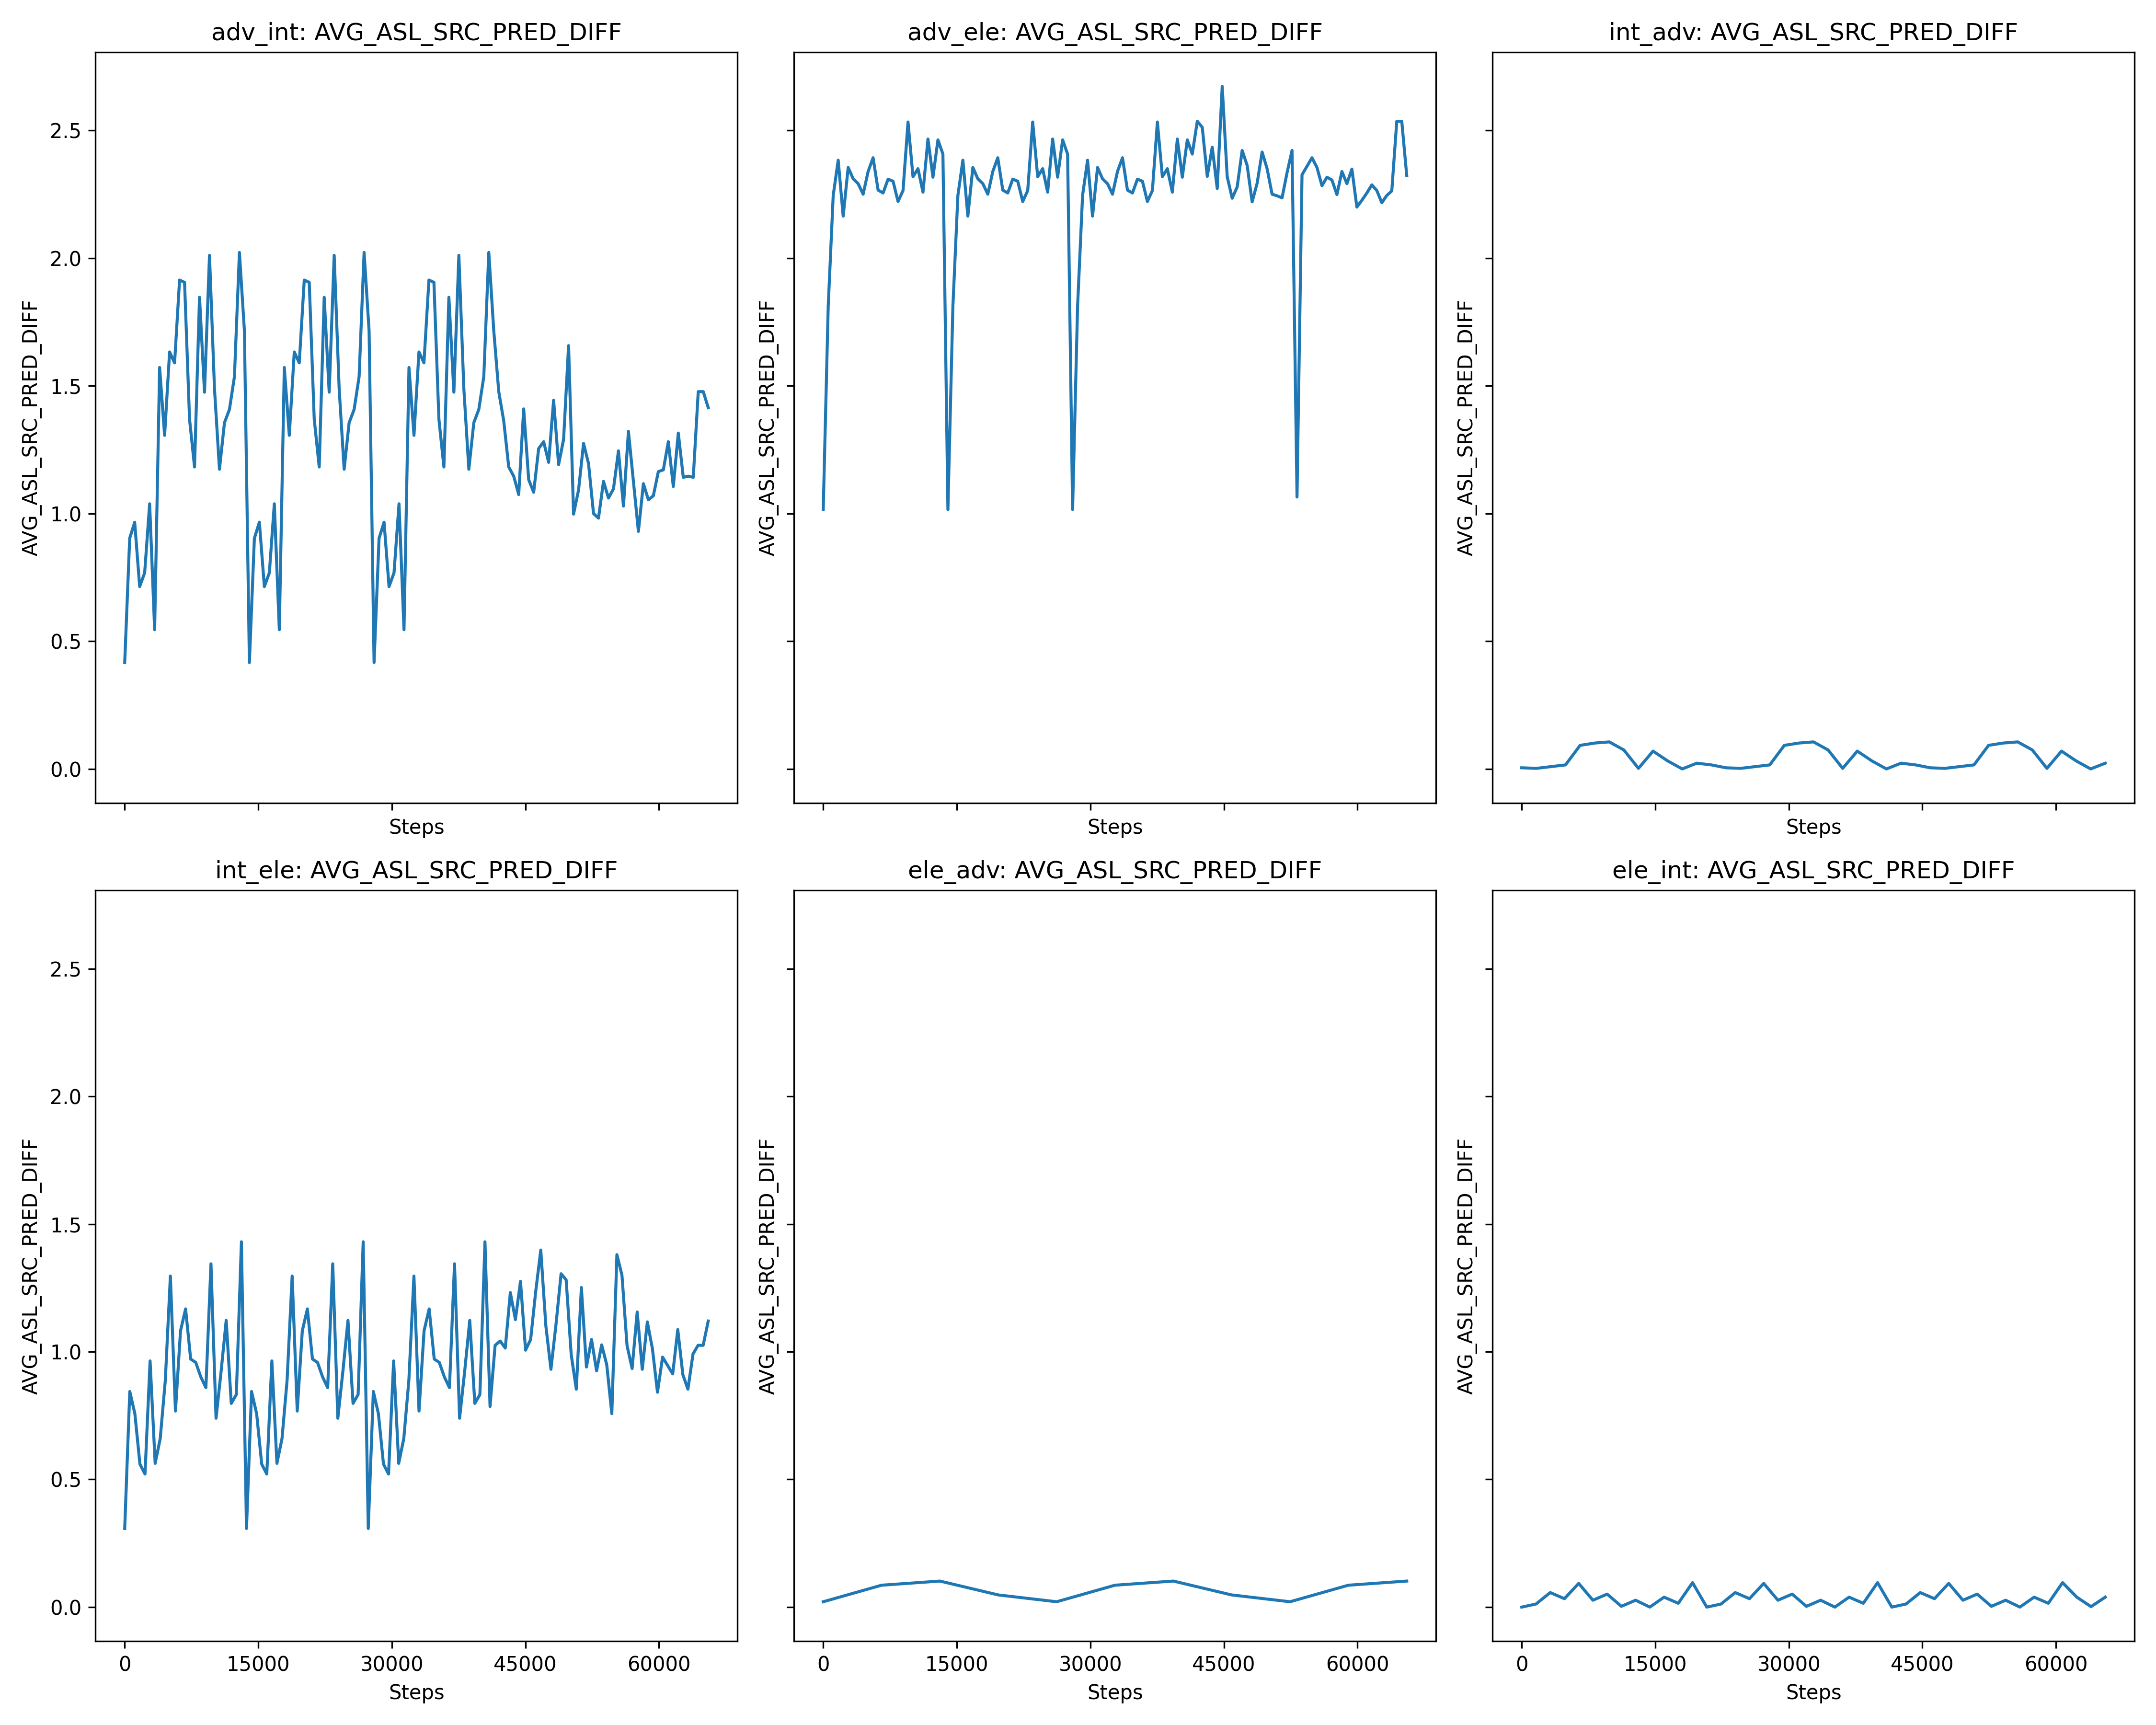 adv_int: AVG_ASL_SRC_PRED_DIFF
adv_ele: AVG_ASL_SRC_PRED_DIFF
int_adv: AVG_ASL_SRC_PRED_DIFF
AVG_ASL_SRC_PRED_DIFF
2.5
2.0
1.5
1.0
0.5
0.0
Steps
AVG_ASL_SRC_PRED_DIFF
Steps
AVG_ASL_SRC_PRED_DIFF
Steps
int_ele: AVG_ASL_SRC_PRED_DIFF
ele_adv: AVG_ASL_SRC_PRED_DIFF
ele_int: AVG_ASL_SRC_PRED_DIFF
AVG_ASL_SRC_PRED_DIFF
2.5
2.0
1.5
1.0
0.5
0.0
0 15000 30000 45000 60000
Steps
AVG_ASL_SRC_PRED_DIFF
0 15000 30000 45000 60000
Steps
AVG_ASL_SRC_PRED_DIFF
0 15000 30000 45000 60000
Steps